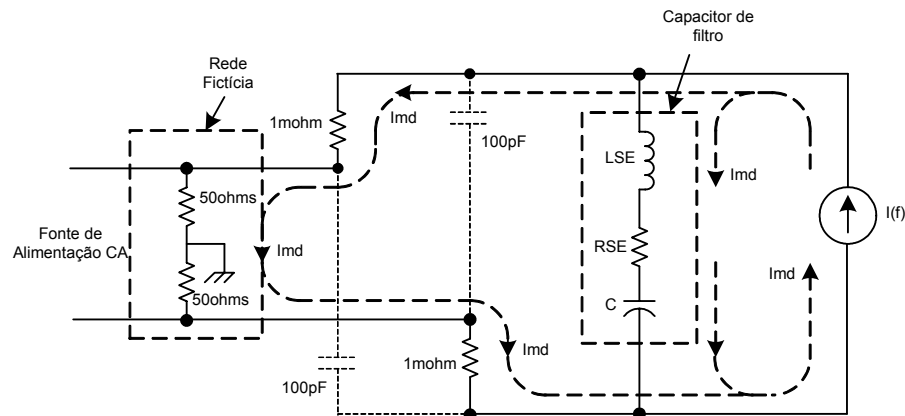 Capacitor de
filtro
Rede
Fictícia
1mohm
Imd
100pF
LSE
Imd
50ohms
I(f)
Fonte de
Alimentação CA
Imd
RSE
Imd
50ohms
C
Imd
1mohm
100pF